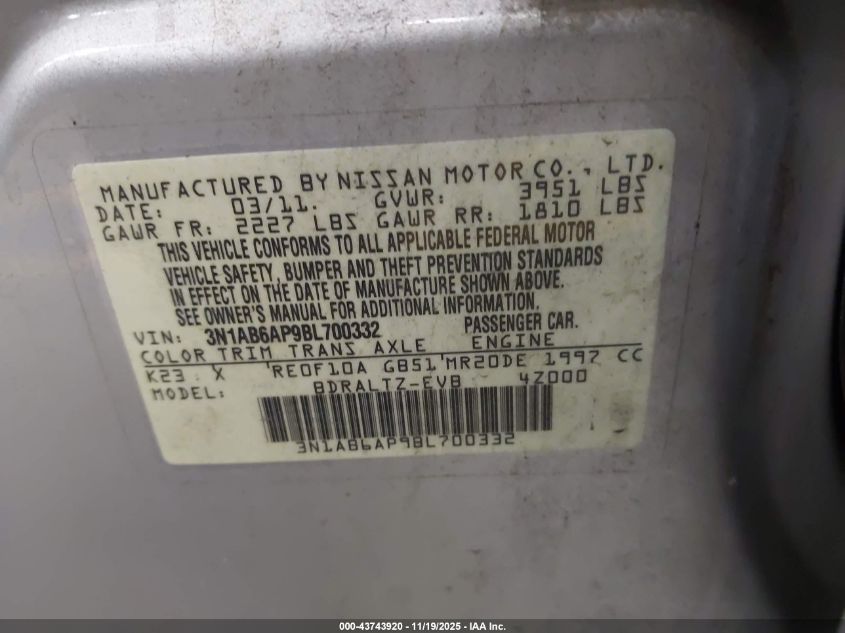 MANUFACTURED BY NISSAN MOTOR CO., LTD.
DATE: 03/11. GVWR: 3951 LBS
GAWR FR: 2227 LBS GAWR RR: 1810 LBS
THIS VEHICLE CONFORMS TO ALL APPLICABLE FEDERAL MOTOR
VEHICLE SAFETY, BUMPER AND THEFT PREVENTION STANDARDS
IN EFFECT ON THE DATE OF MANUFACTURE SHOWN ABOVE.
SEE OWNER'S MANUAL FOR ADDITIONAL INFORMATION.
VIN: 3N1AB6AP9BL700332 PASSENGER CAR.
COLOR TRIM TRANS AXLE ENGINE
K23 X RE0F10A GB51 MR20DE 1997 CC
MODEL: BDRALTZ-EVB 4Z000
3N1AB6AP9BL700332
000-43743920 - 11/19/2025 - IAA Inc.